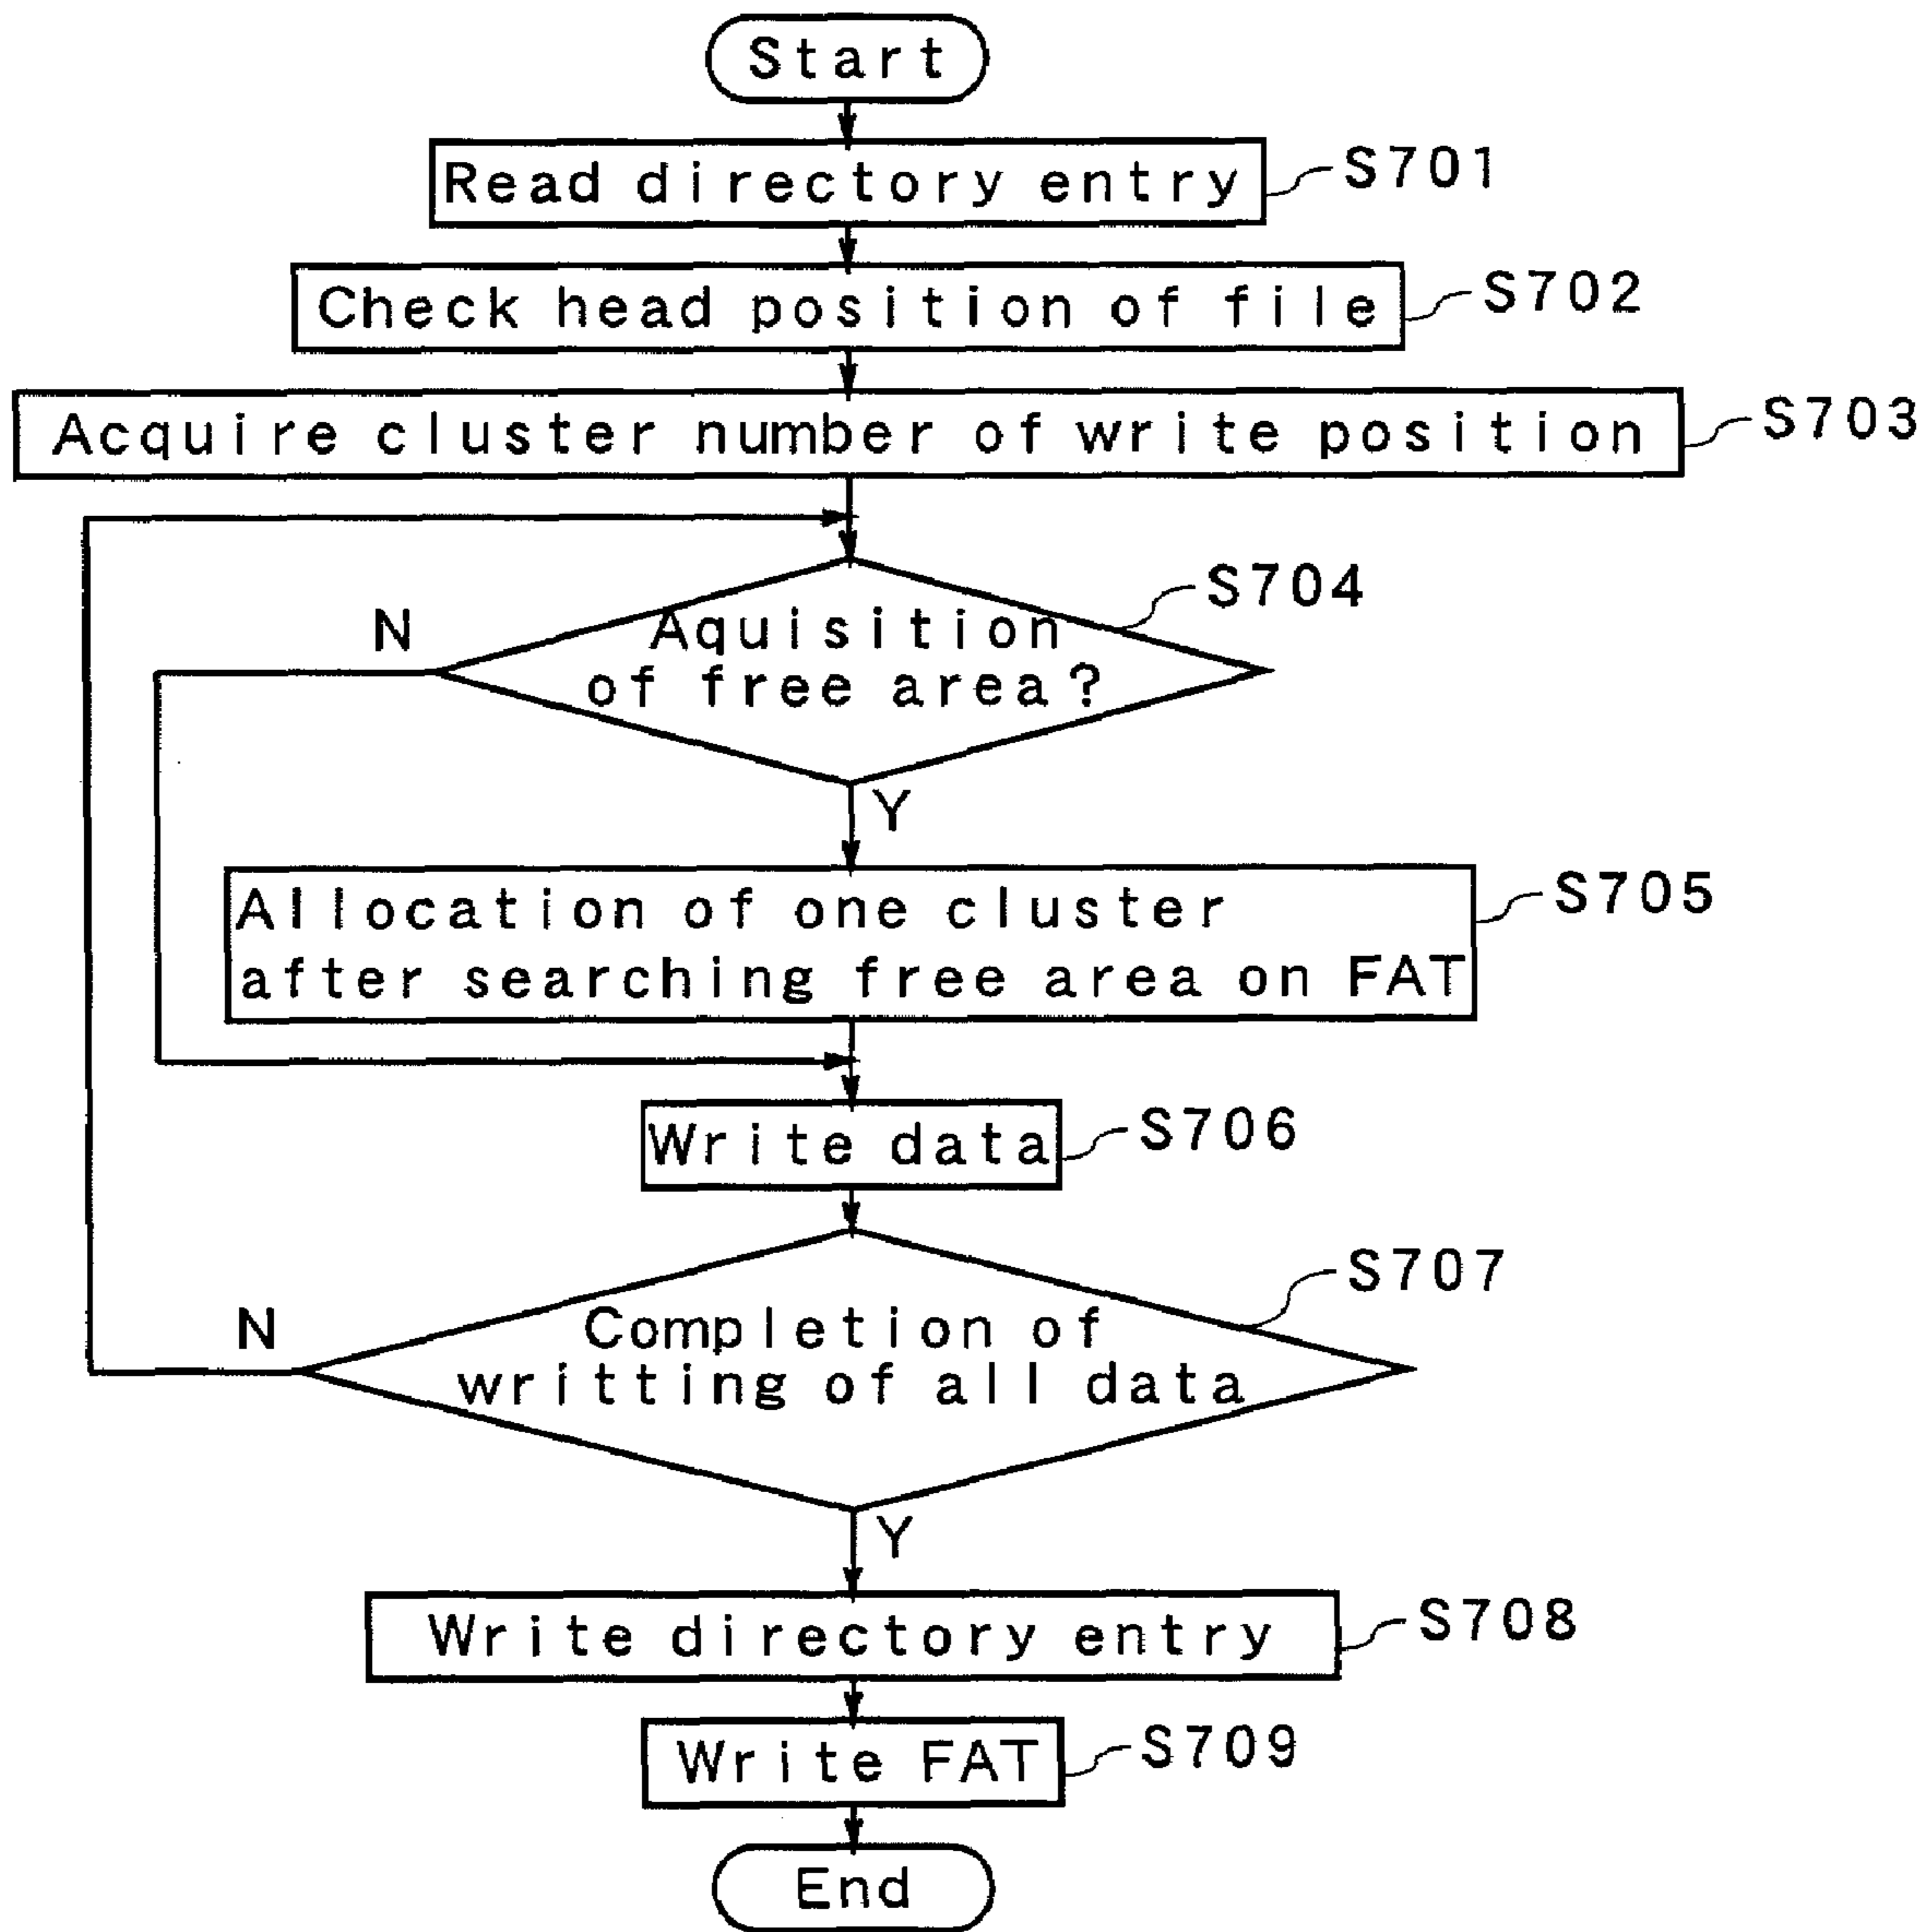 Start
Read directory entry
S701
Check head position of file
S702
Acquire cluster number of write position
S703
S704
N
Aquisition
of free area?
Y
Allocation of one cluster
after searching free area on FAT
S705
Write data
S706
S707
N
Completion of
writting of all data
Y
Write directory entry
S708
Write FAT
S709
End